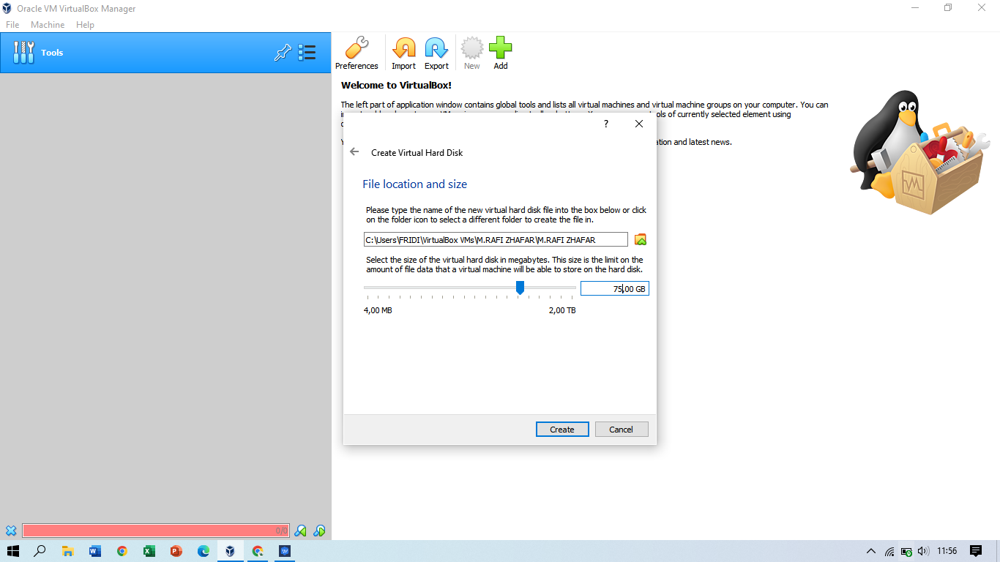 Oracle VM VirtualBox Manager
File Machine Help
Tools
Preferences Import Export New Add
Welcome to VirtualBox!
The left part of application window contains global tools and lists all virtual machines and virtual machine groups on your computer. You can
ols of currently selected element using
ation and latest news.
?
Create Virtual Hard Disk
File location and size
Please type the name of the new virtual hard disk file into the box below or click
on the folder icon to select a different folder to create the file in.
C:\Users\FRIDI\VirtualBox VMs\M.RAFI ZHAFAR\M.RAFI ZHAFAR
Select the size of the virtual hard disk in megabytes. This size is the limit on the
amount of file data that a virtual machine will be able to store on the hard disk.
75,00 GB
4,00 MB 2,00 TB
Create Cancel
0/0
11:56